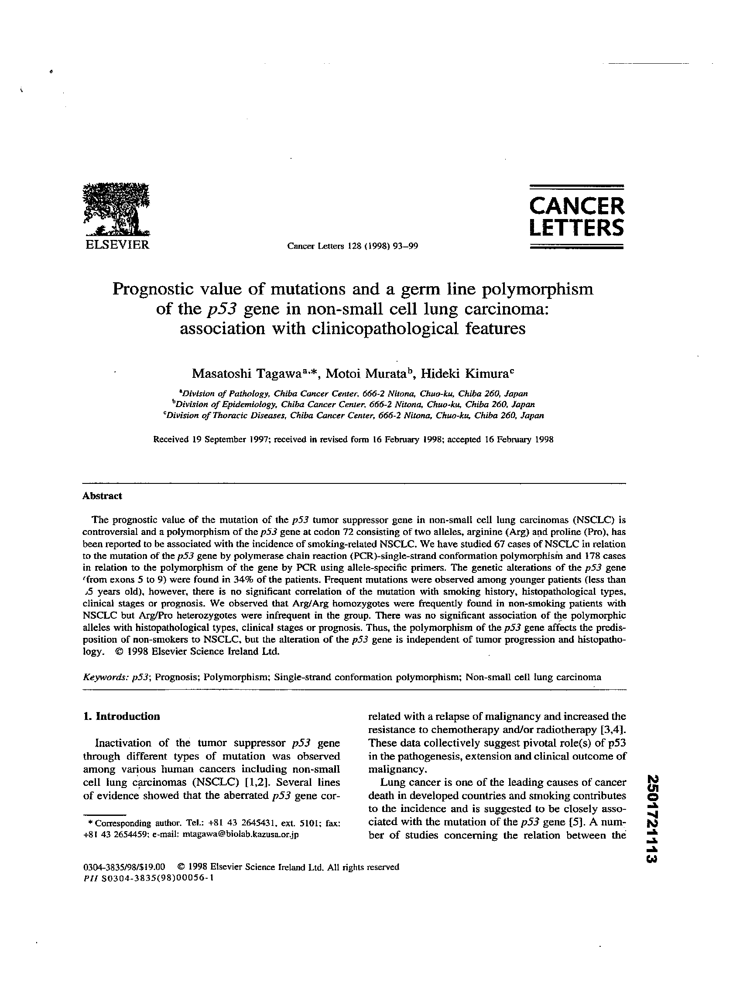 ELSEVIER
Cancer Letters 128 (1998) 93–99
CANCER
LETTERS
Prognostic value of mutations and a germ line polymorphism
of the p53 gene in non-small cell lung carcinoma:
association with clinicopathological features
Masatoshi Tagawaᵃ,*, Motoi Murataᵇ, Hideki Kimuraᶜ
ᵃDivision of Pathology, Chiba Cancer Center, 666-2 Nitona, Chuo-ku, Chiba 260, Japan
ᵇDivision of Epidemiology, Chiba Cancer Center, 666-2 Nitona, Chuo-ku, Chiba 260, Japan
ᶜDivision of Thoracic Diseases, Chiba Cancer Center, 666-2 Nitona, Chuo-ku, Chiba 260, Japan
Received 19 September 1997; received in revised form 16 February 1998; accepted 16 February 1998
Abstract
The prognostic value of the mutation of the p53 tumor suppressor gene in non-small cell lung carcinomas (NSCLC) is
controversial and a polymorphism of the p53 gene at codon 72 consisting of two alleles, arginine (Arg) and proline (Pro), has
been reported to be associated with the incidence of smoking-related NSCLC. We have studied 67 cases of NSCLC in relation
to the mutation of the p53 gene by polymerase chain reaction (PCR)-single-strand conformation polymorphism and 178 cases
in relation to the polymorphism of the gene by PCR using allele-specific primers. The genetic alterations of the p53 gene
(from exons 5 to 9) were found in 34% of the patients. Frequent mutations were observed among younger patients (less than
5 years old), however, there is no significant correlation of the mutation with smoking history, histopathological types,
clinical stages or prognosis. We observed that Arg/Arg homozygotes were frequently found in non-smoking patients with
NSCLC but Arg/Pro heterozygotes were infrequent in the group. There was no significant association of the polymorphic
alleles with histopathological types, clinical stages or prognosis. Thus, the polymorphism of the p53 gene affects the predis-
position of non-smokers to NSCLC, but the alteration of the p53 gene is independent of tumor progression and histopatho-
logy. © 1998 Elsevier Science Ireland Ltd.
Keywords: p53; Prognosis; Polymorphism; Single-strand conformation polymorphism; Non-small cell lung carcinoma
1. Introduction
Inactivation of the tumor suppressor p53 gene
through different types of mutation was observed
among various human cancers including non-small
cell lung carcinomas (NSCLC) [1,2]. Several lines
of evidence showed that the aberrated p53 gene cor-
* Corresponding author. Tel.: +81 43 2645431, ext. 5101; fax:
+81 43 2654459; e-mail: mtagawa@biolab.kazusa.or.jp
related with a relapse of malignancy and increased the
resistance to chemotherapy and/or radiotherapy [3,4].
These data collectively suggest pivotal role(s) of p53
in the pathogenesis, extension and clinical outcome of
malignancy.
Lung cancer is one of the leading causes of cancer
death in developed countries and smoking contributes
to the incidence and is suggested to be closely asso-
ciated with the mutation of the p53 gene [5]. A num-
ber of studies concerning the relation between the
0304-3835/98/$19.00 © 1998 Elsevier Science Ireland Ltd. All rights reserved
PII S0304-3835(98)00056-1
2501721113